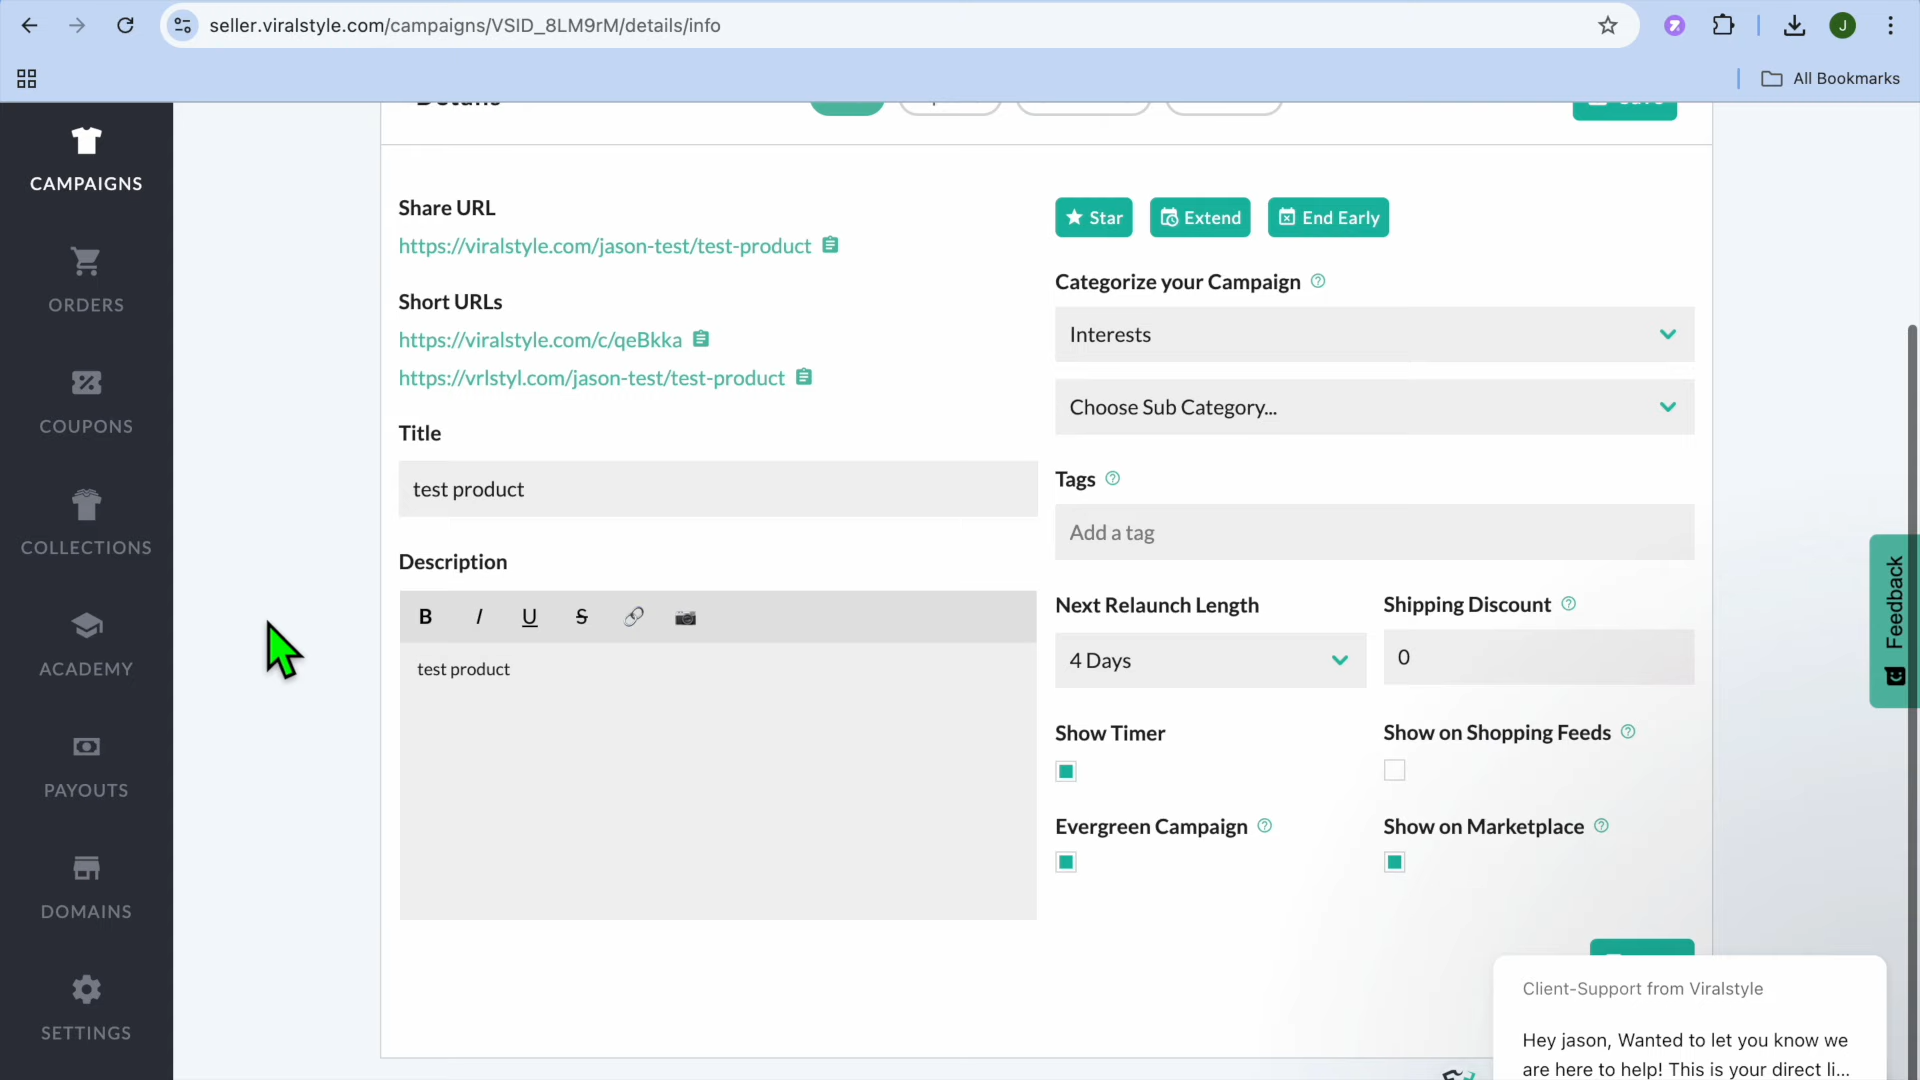 seller.viralstyle.com/campaigns/VSID_8LM9rM/details/info
J
All Bookmarks
CAMPAIGNS
ORDERS
COUPONS
COLLECTIONS
ACADEMY
PAYOUTS
DOMAINS
SETTINGS
Details
Save
Share URL
https://viralstyle.com/jason-test/test-product
Short URLs
https://viralstyle.com/c/qeBkka
https://vrlstyl.com/jason-test/test-product
Title
test product
Description
B I U S
test product
Star Extend End Early
Categorize your Campaign
Interests
Choose Sub Category...
Tags
Add a tag
Next Relaunch Length
4 Days
Shipping Discount
0
Show Timer
Show on Shopping Feeds
Evergreen Campaign
Show on Marketplace
Feedback
Client-Support from Viralstyle
Hey jason, Wanted to let you know we
are here to help! This is your direct li...